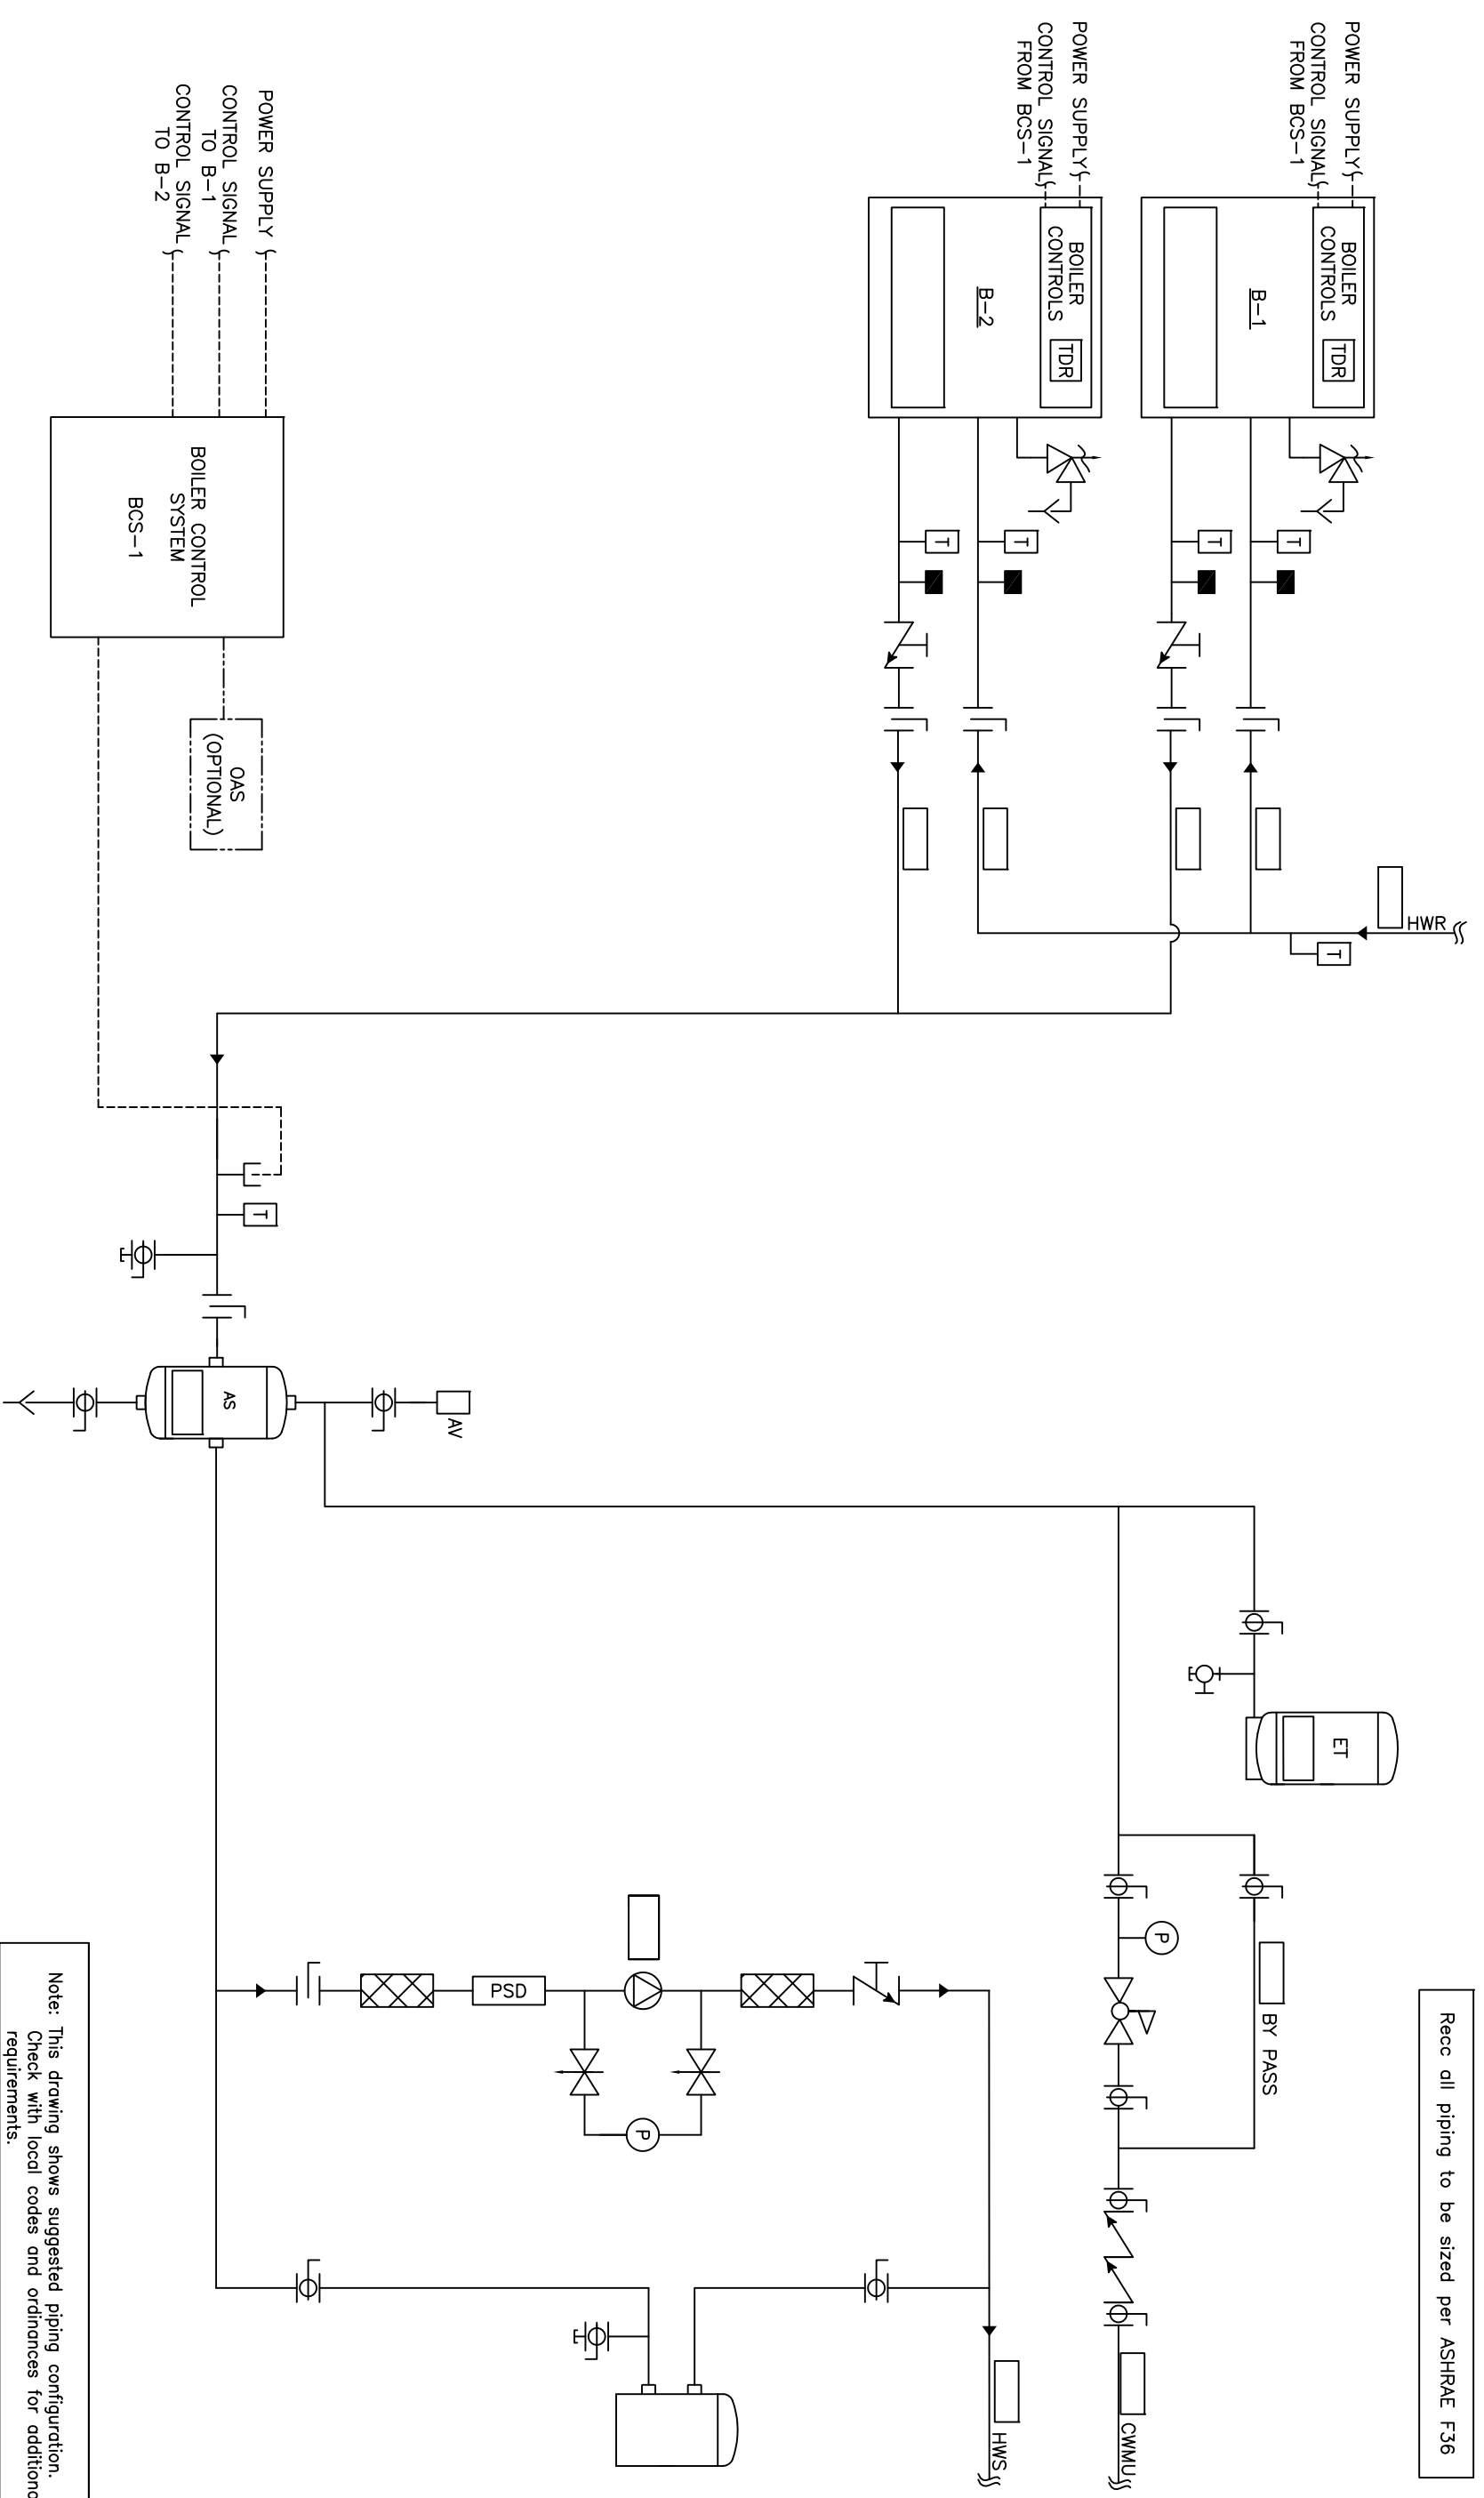 POWER SUPPLY
CONTROL SIGNAL
FROM BCS-1
BOILER
CONTROLS
TDR
B-1
T
T
HWR
T
POWER SUPPLY
CONTROL SIGNAL
FROM BCS-1
BOILER
CONTROLS
TDR
B-2
T
T
POWER SUPPLY
CONTROL SIGNAL
TO B-1
CONTROL SIGNAL
TO B-2
BOILER CONTROL
SYSTEM
BCS-1
OAS
(OPTIONAL)
T
AS
AV
ET
P
BY PASS
PSD
P
HWS
CWMU
Recc all piping to be sized per ASHRAE F36
Note: This drawing shows suggested piping configuration.
Check with local codes and ordinances for
requirements.